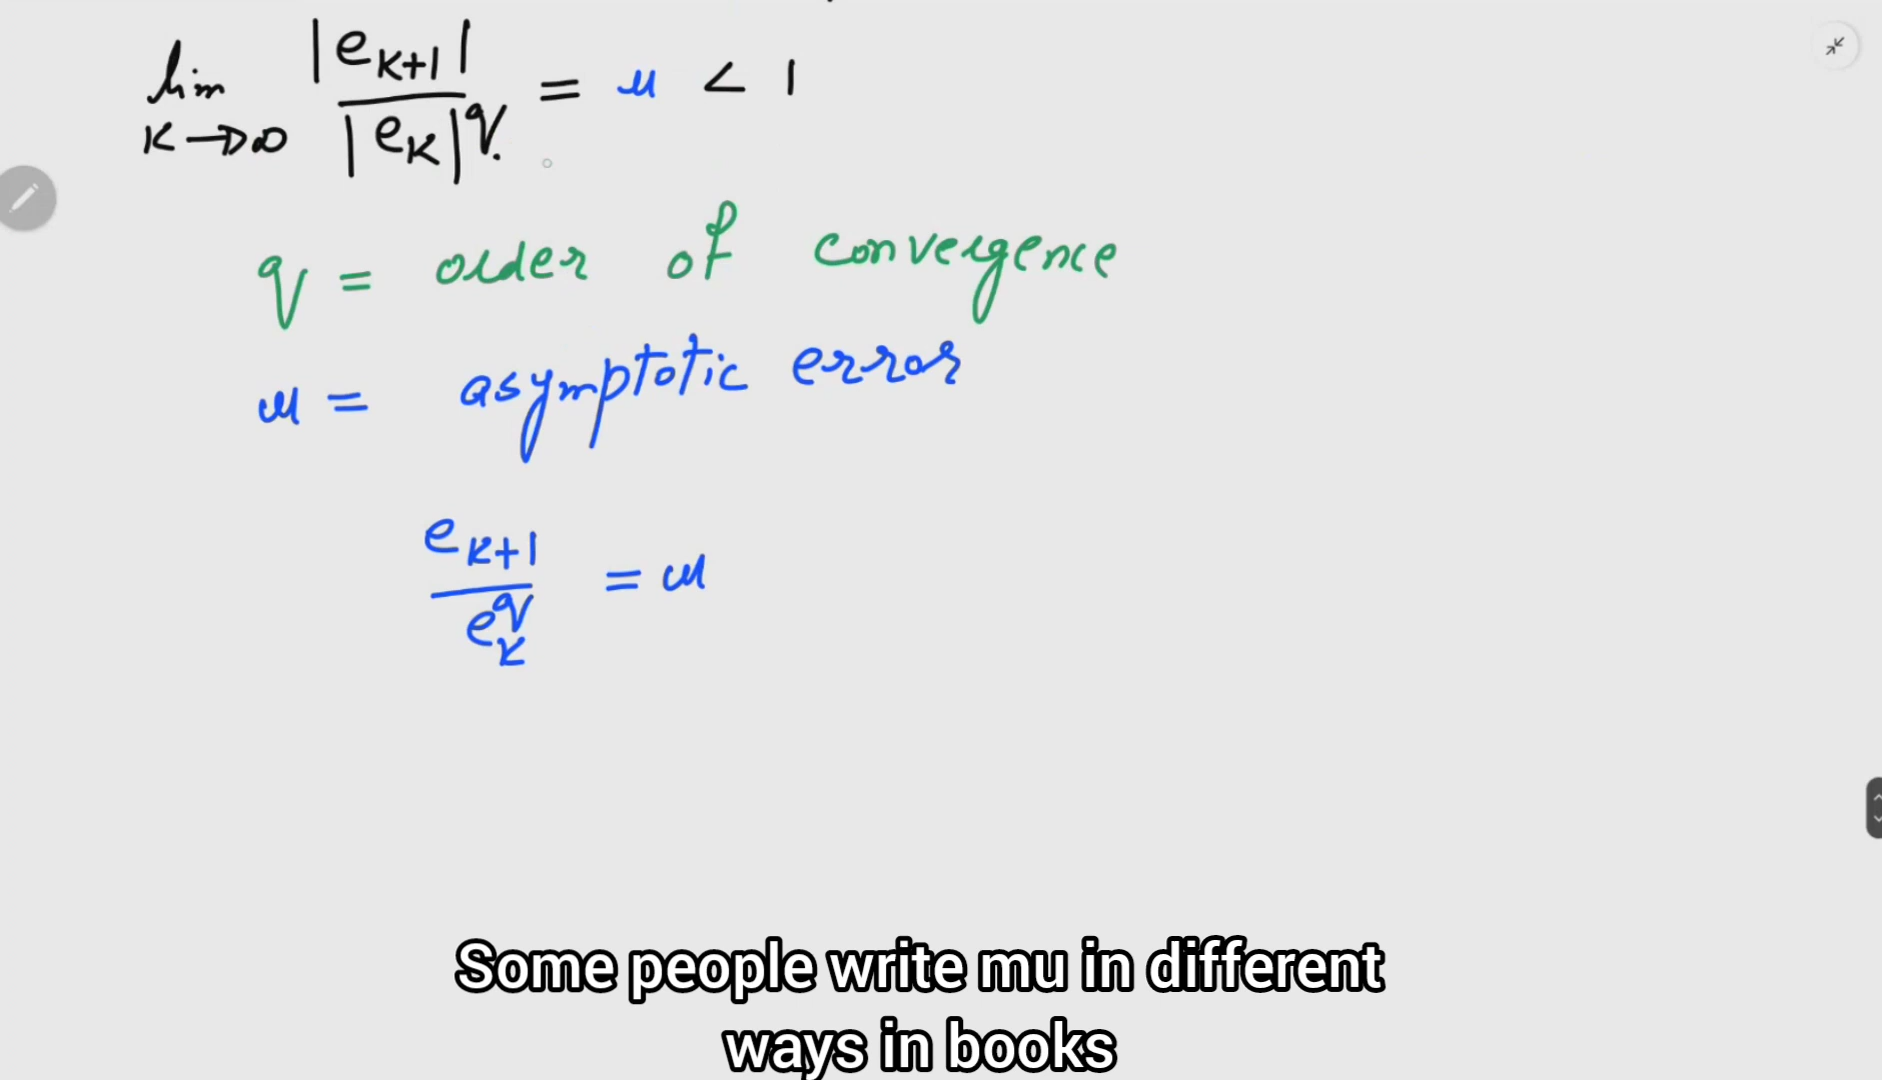 lim |e_{k+1}| / |e_k|^q = μ < 1
k→∞
q = order of convergence
μ = asymptotic error
e_{k+1} / e_k^q = μ
Some people write mu in different
ways in books